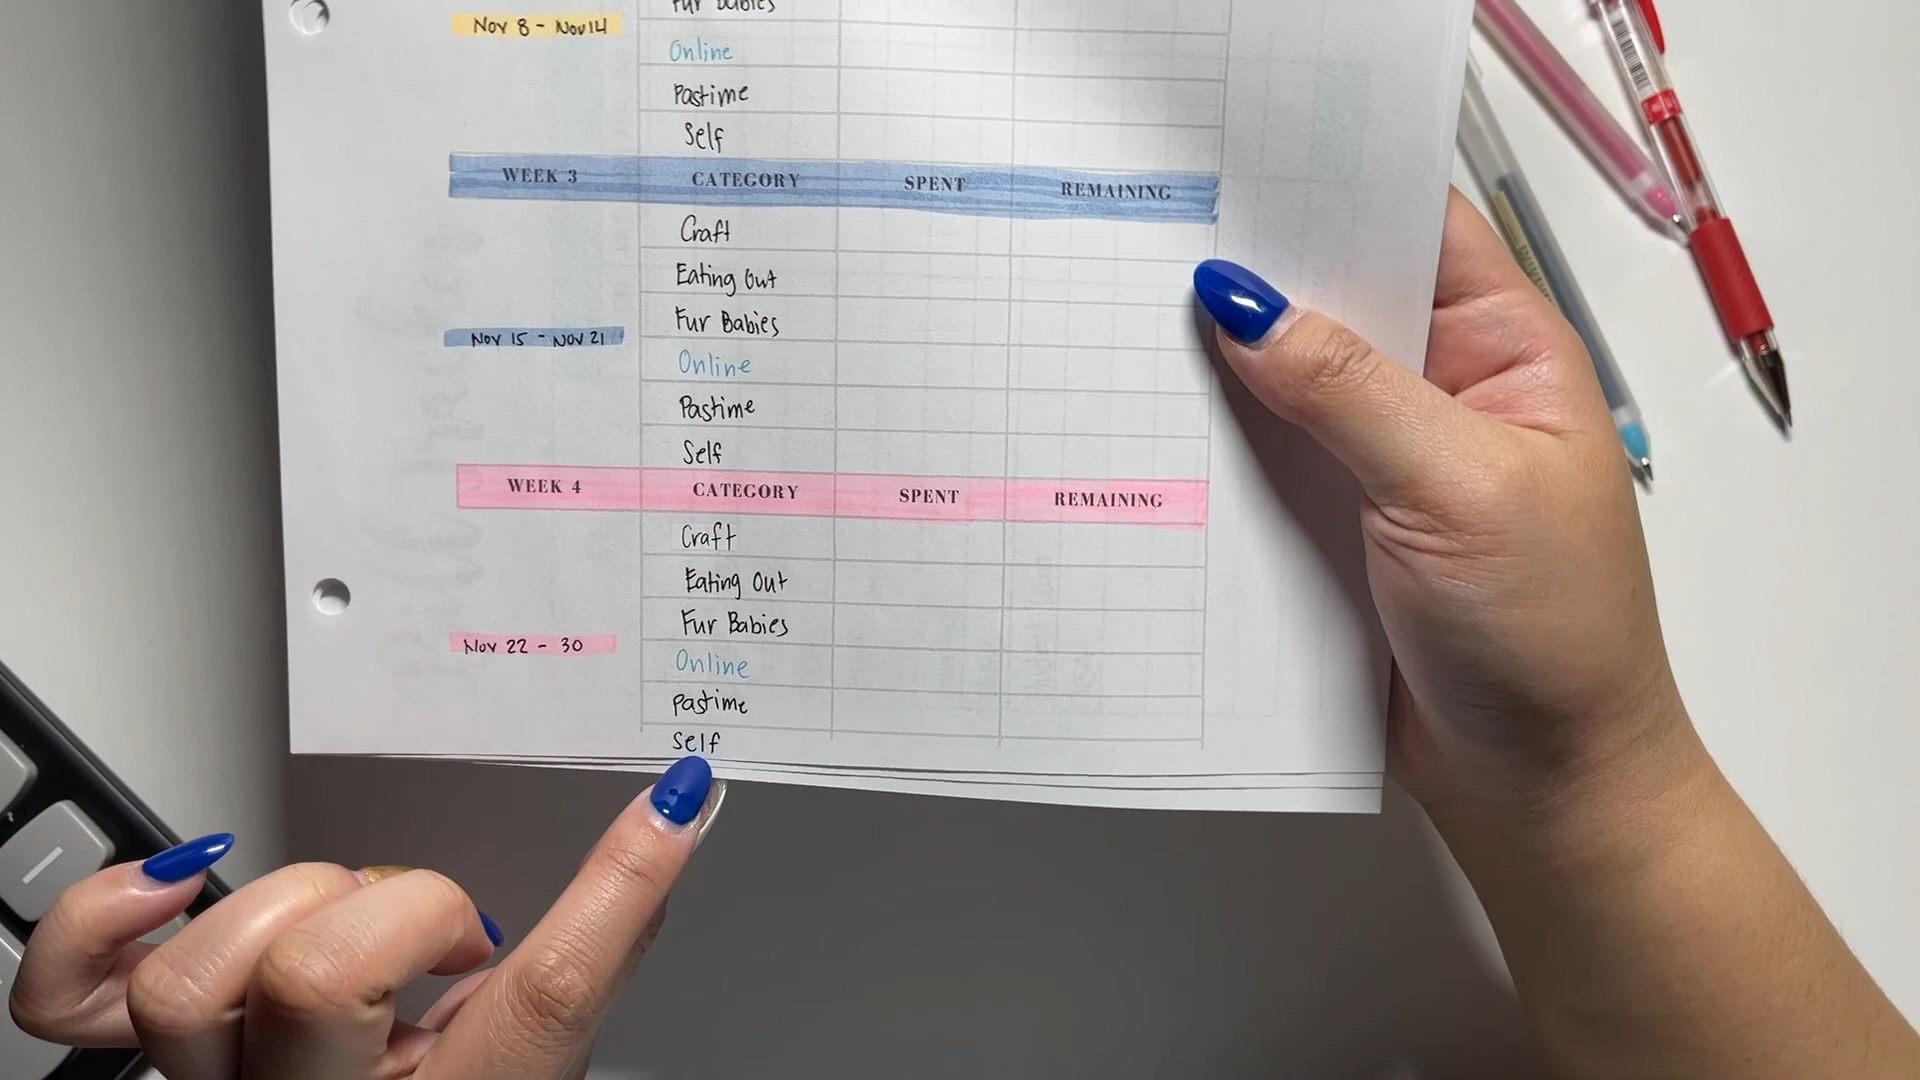 Fur Babies
Nov 8 - Nov 14
Online
Pastime
Self
WEEK 3 CATEGORY SPENT REMAINING
Craft
Eating Out
Fur Babies
Nov 15 - Nov 21
Online
Pastime
Self
WEEK 4 CATEGORY SPENT REMAINING
Craft
Eating Out
Fur Babies
Nov 22 - 30
Online
Pastime
Self